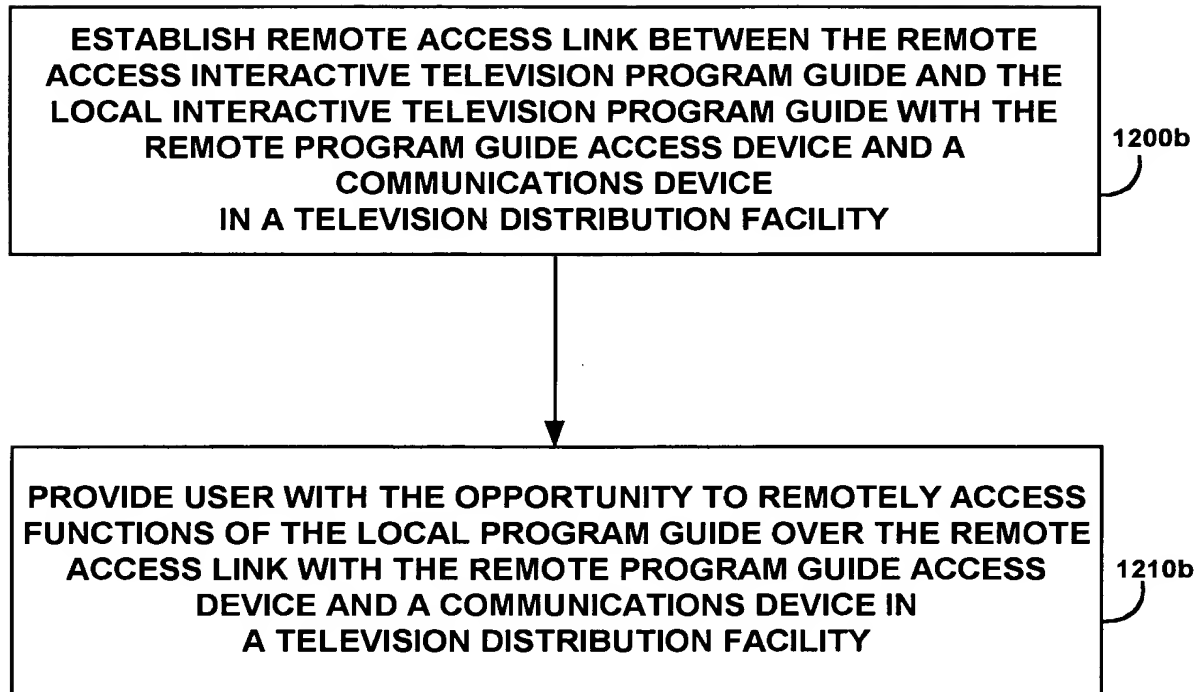 ESTABLISH REMOTE ACCESS LINK BETWEEN THE REMOTE
ACCESS INTERACTIVE TELEVISION PROGRAM GUIDE AND THE
LOCAL INTERACTIVE TELEVISION PROGRAM GUIDE WITH THE
REMOTE PROGRAM GUIDE ACCESS DEVICE AND A
COMMUNICATIONS DEVICE
IN A TELEVISION DISTRIBUTION FACILITY
1200b
PROVIDE USER WITH THE OPPORTUNITY TO REMOTELY ACCESS
FUNCTIONS OF THE LOCAL PROGRAM GUIDE OVER THE REMOTE
ACCESS LINK WITH THE REMOTE PROGRAM GUIDE ACCESS
DEVICE AND A COMMUNICATIONS DEVICE IN
A TELEVISION DISTRIBUTION FACILITY
1210b